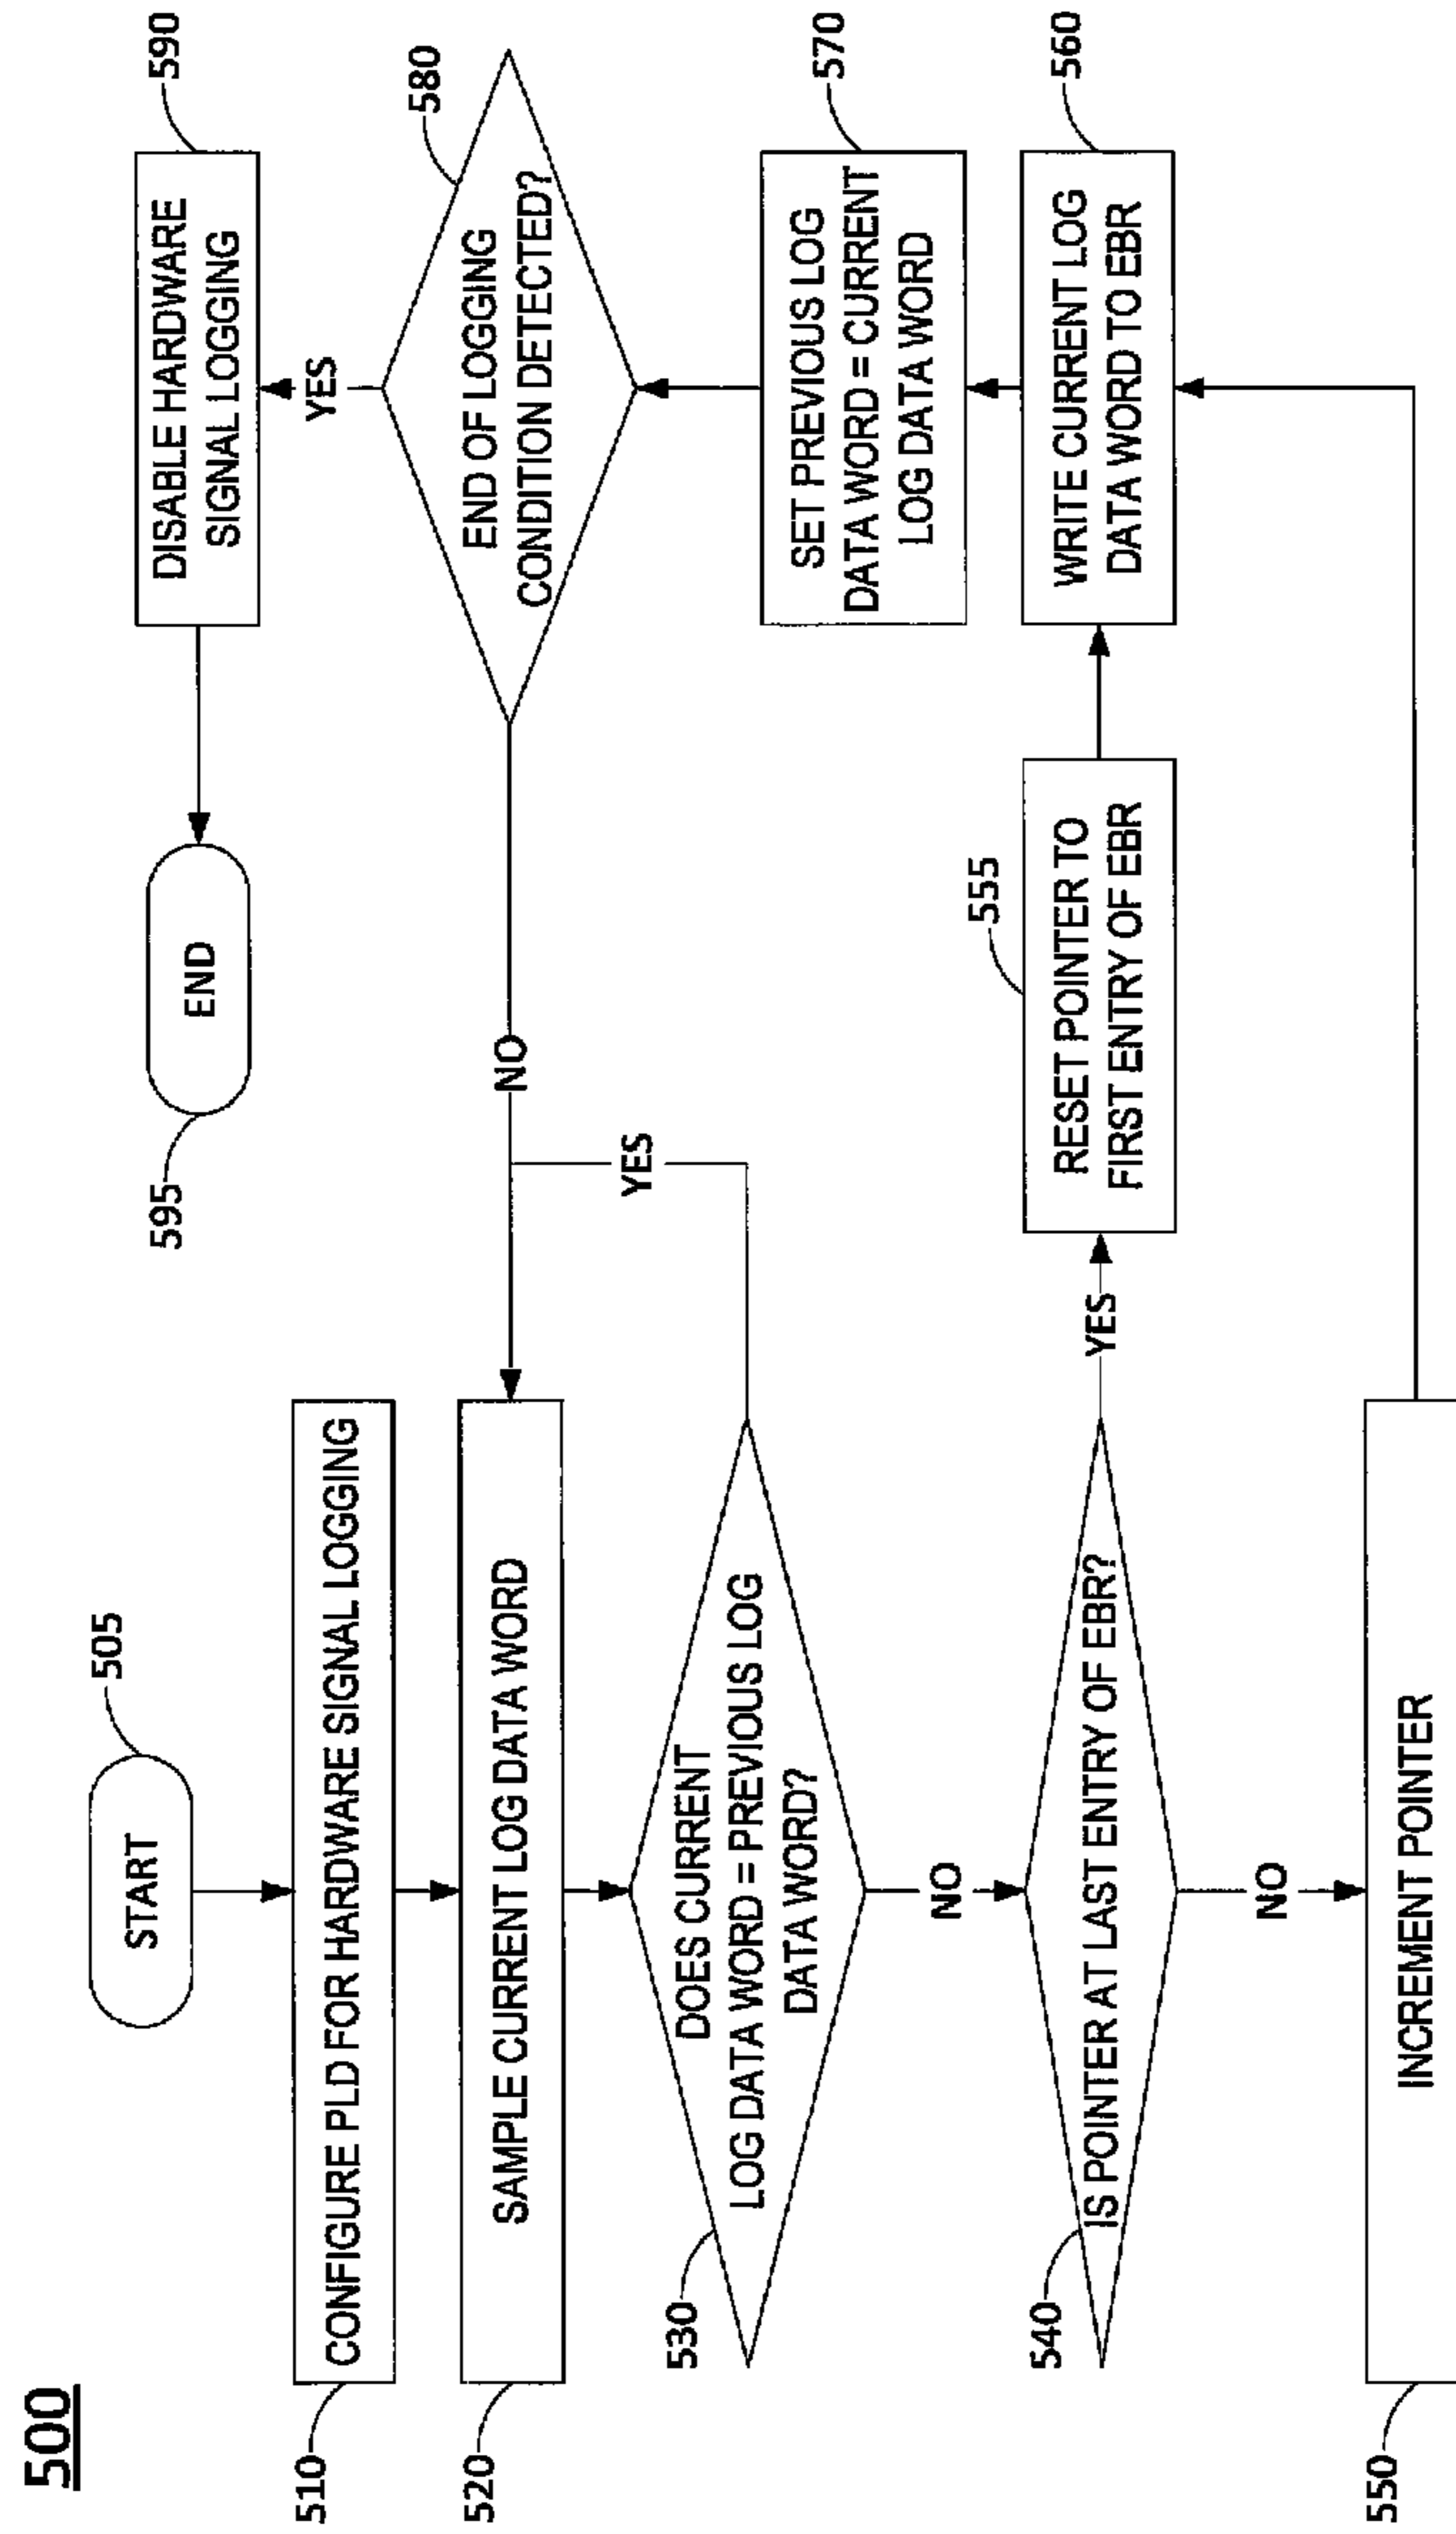 500
START
505
CONFIGURE PLD FOR HARDWARE SIGNAL LOGGING
510
SAMPLE CURRENT LOG DATA WORD
520
DOES CURRENT
LOG DATA WORD = PREVIOUS LOG
DATA WORD?
530
YES
NO
IS POINTER AT LAST ENTRY OF EBR?
540
YES
NO
INCREMENT POINTER
550
RESET POINTER TO
FIRST ENTRY OF EBR
555
WRITE CURRENT LOG
DATA WORD TO EBR
560
SET PREVIOUS LOG
DATA WORD = CURRENT
LOG DATA WORD
570
END OF LOGGING
CONDITION DETECTED?
580
NO
YES
DISABLE HARDWARE
SIGNAL LOGGING
590
END
595